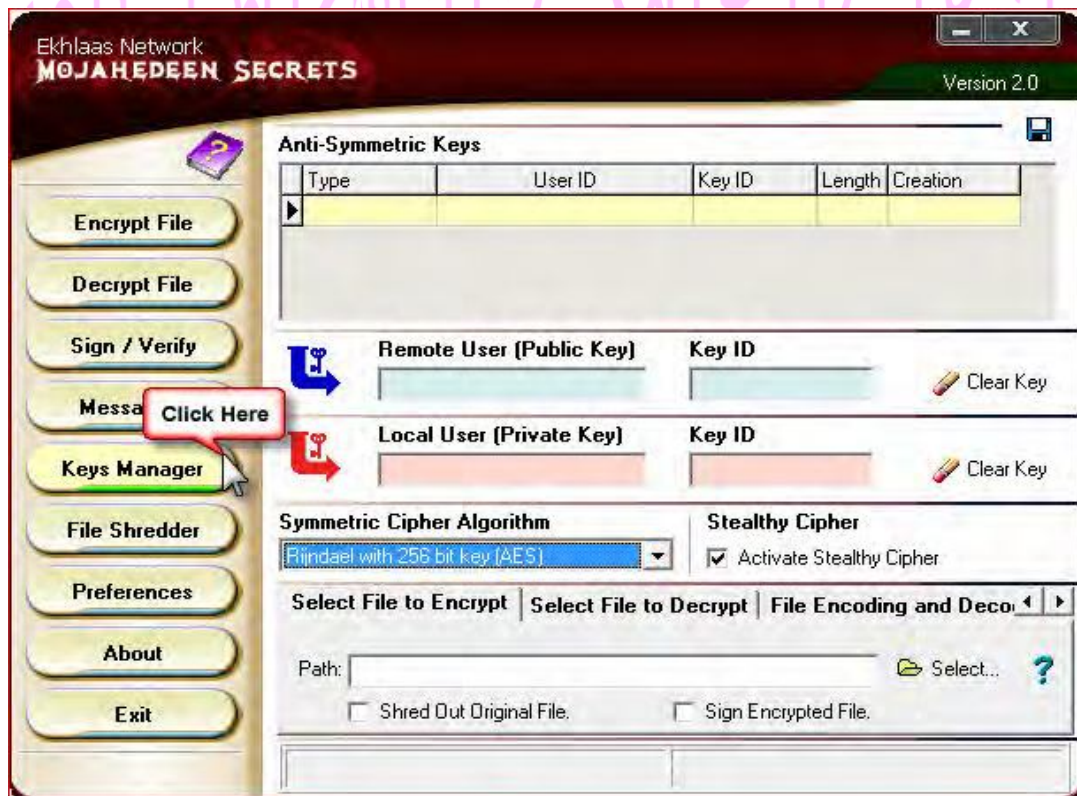 Ekhlaas Network
MOJAHEDEEN SECRETS
Version 2.0
Anti-Symmetric Keys
Type User ID Key ID Length Creation
Encrypt File
Decrypt File
Sign / Verify
Messa
Click Here
Keys Manager
File Shredder
Preferences
About
Exit
Remote User (Public Key) Key ID
Clear Key
Local User (Private Key) Key ID
Clear Key
Symmetric Cipher Algorithm
Rijndael with 256 bit key (AES)
Stealthy Cipher
Activate Stealthy Cipher
Select File to Encrypt Select File to Decrypt File Encoding and Deco
Path: Select...
Shred Out Original File. Sign Encrypted File.